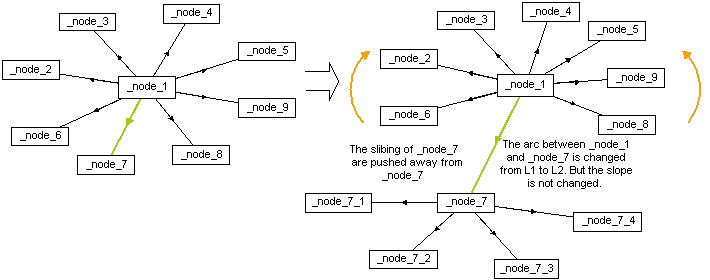 _node_3
_node_4
_node_5
_node_2
_node_1
_node_9
_node_6
_node_7
_node_8
_node_3
_node_4
_node_5
_node_2
_node_1
_node_9
_node_6
_node_8
The slibing of _node_7
are pushed away from
_node_7
The arc between _node_1
and _node_7 is changed
from L1 to L2. But the slope
is not changed.
_node_7_1
_node_7
_node_7_4
_node_7_2
_node_7_3